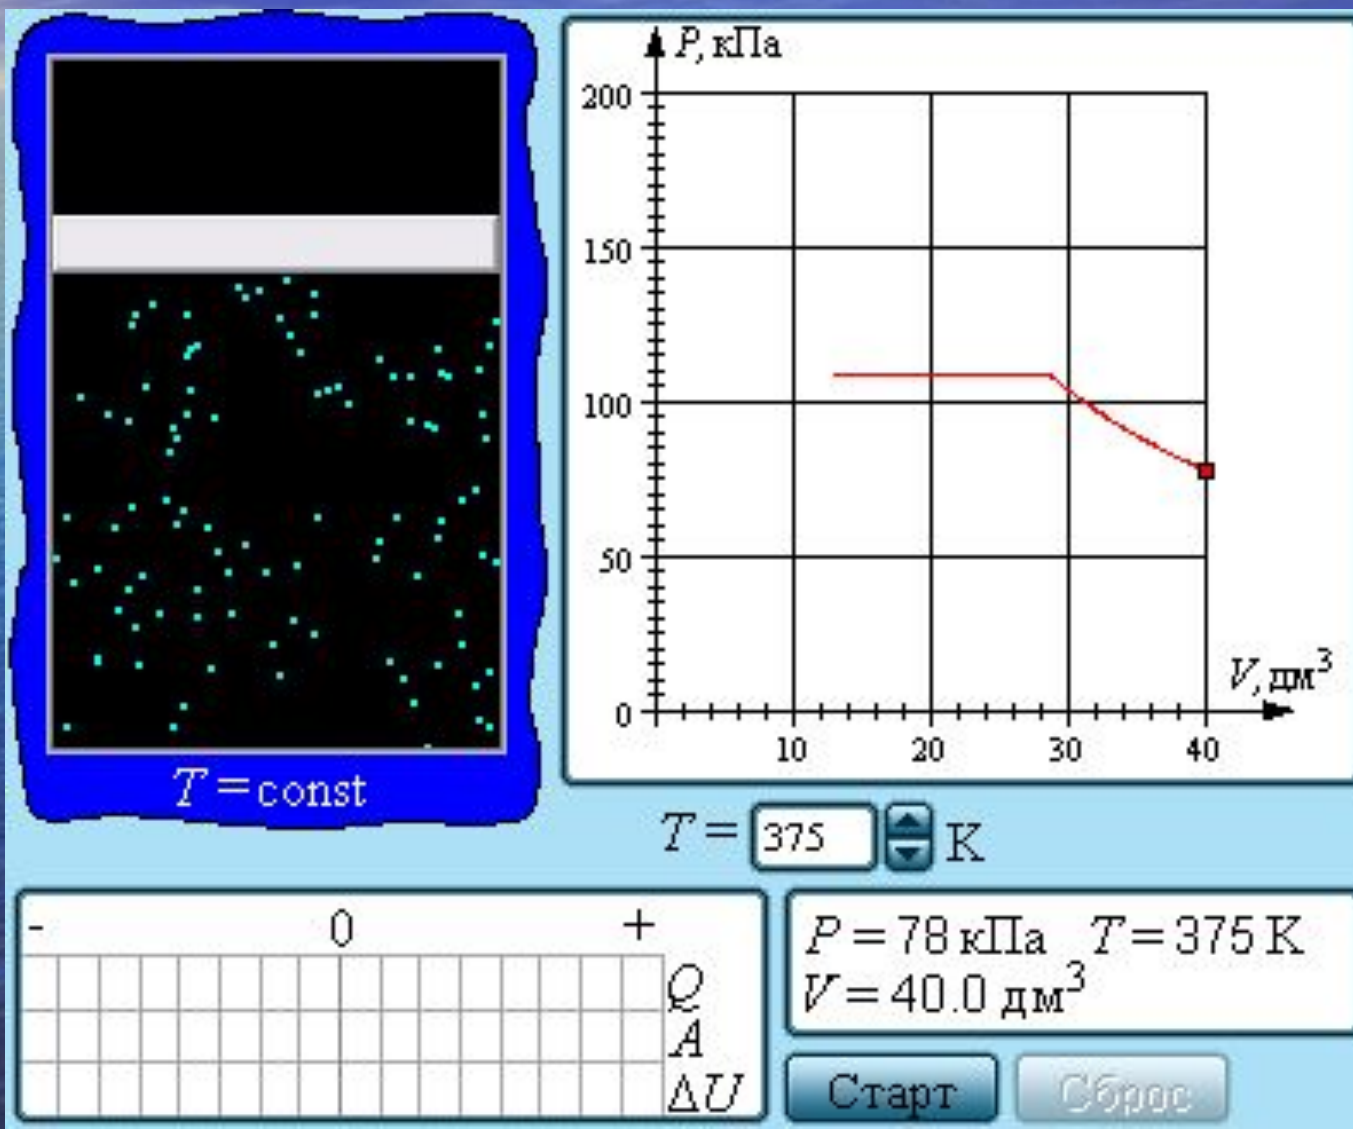 P, кПа
200
150
100
50
0
10 20 30 40
V, дм³
T = const
T = 375 K
- 0 +
Q
A
ΔU
P = 78 кПа T = 375 K
V = 40.0 дм³
Старт Сброс